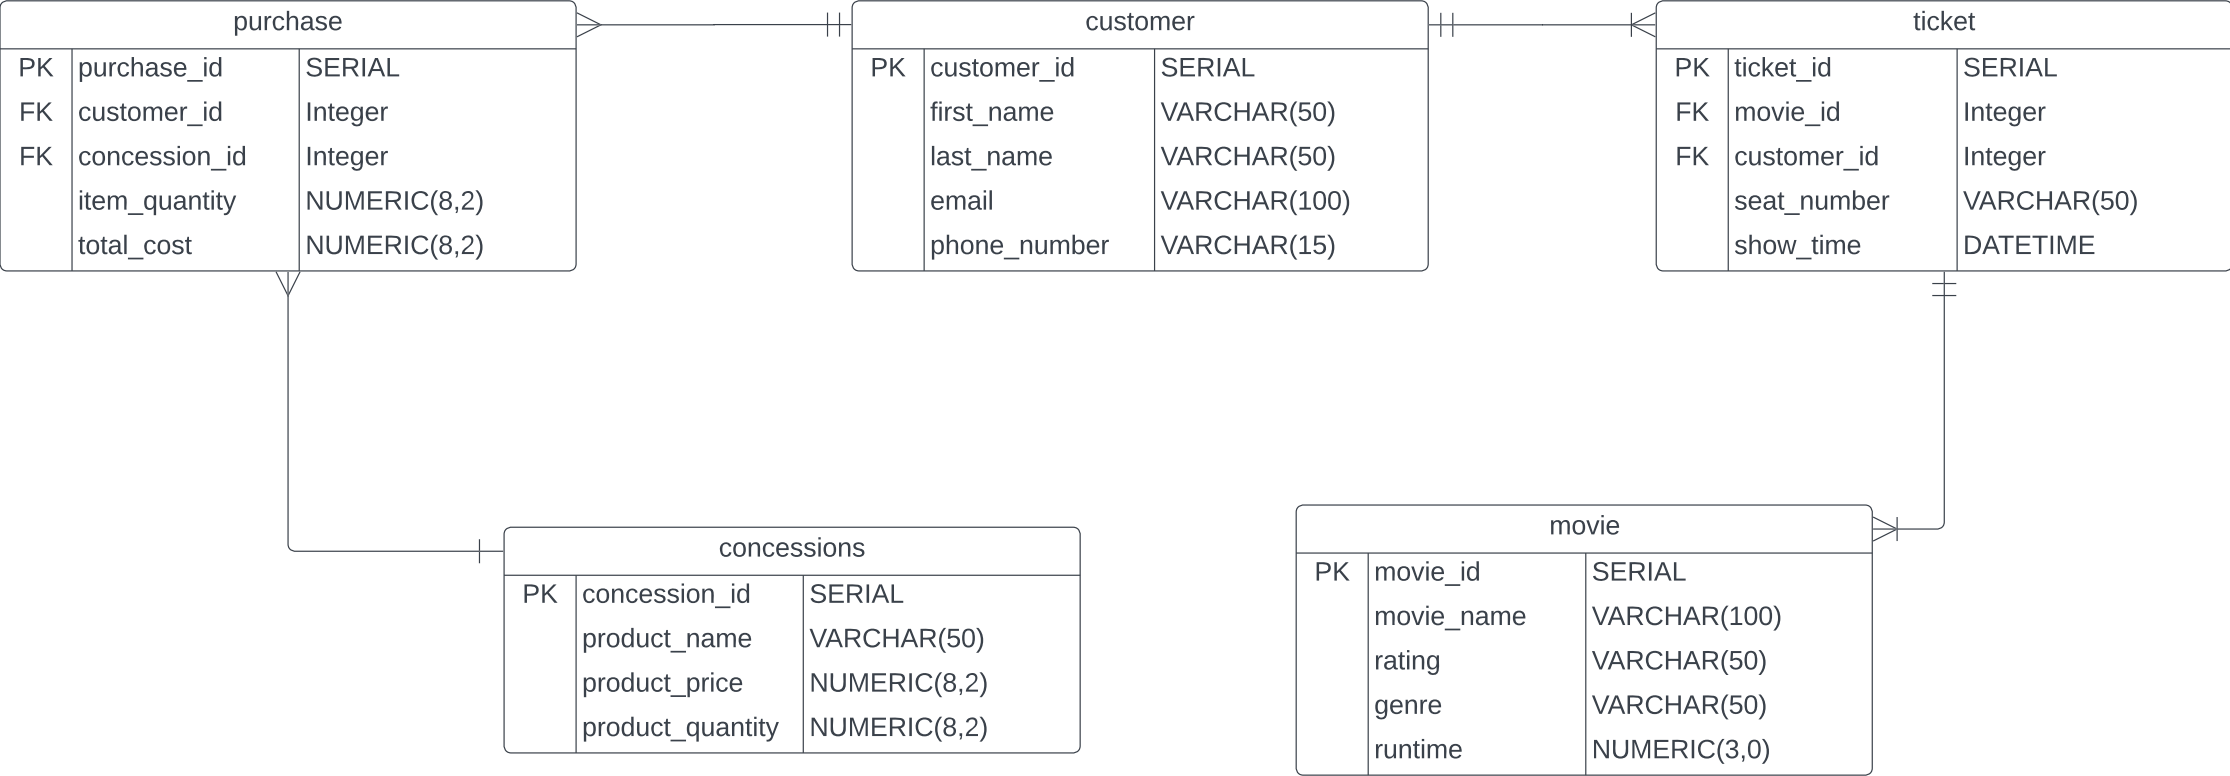 purchase
PK purchase_id SERIAL
FK customer_id Integer
FK concession_id Integer
item_quantity NUMERIC(8,2)
total_cost NUMERIC(8,2)
customer
PK customer_id SERIAL
first_name VARCHAR(50)
last_name VARCHAR(50)
email VARCHAR(100)
phone_number VARCHAR(15)
ticket
PK ticket_id SERIAL
FK movie_id Integer
FK customer_id Integer
seat_number VARCHAR(50)
show_time DATETIME
concessions
PK concession_id SERIAL
product_name VARCHAR(50)
product_price NUMERIC(8,2)
product_quantity NUMERIC(8,2)
movie
PK movie_id SERIAL
movie_name VARCHAR(100)
rating VARCHAR(50)
genre VARCHAR(50)
runtime NUMERIC(3,0)